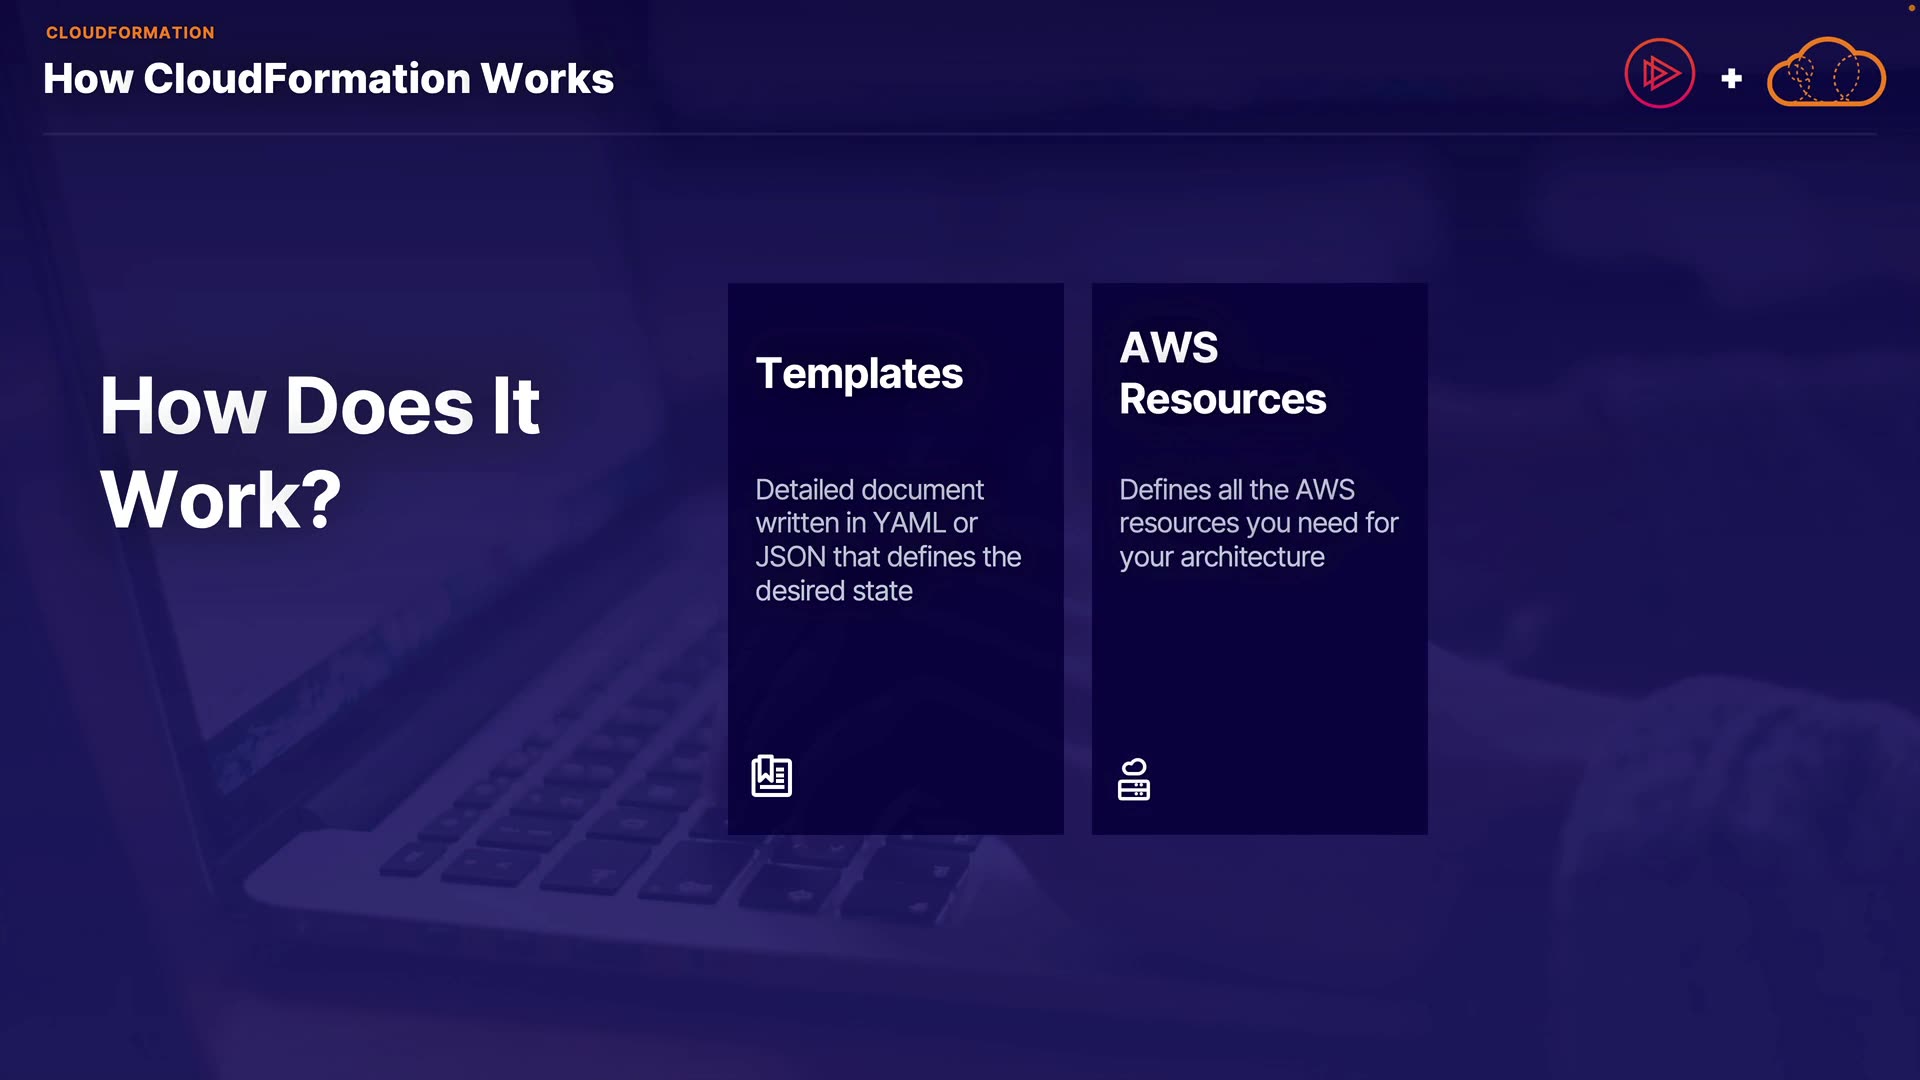 CLOUDFORMATION
How CloudFormation Works
How Does It
Work?
Templates
Detailed document
written in YAML or
JSON that defines the
desired state
AWS
Resources
Defines all the AWS
resources you need for
your architecture